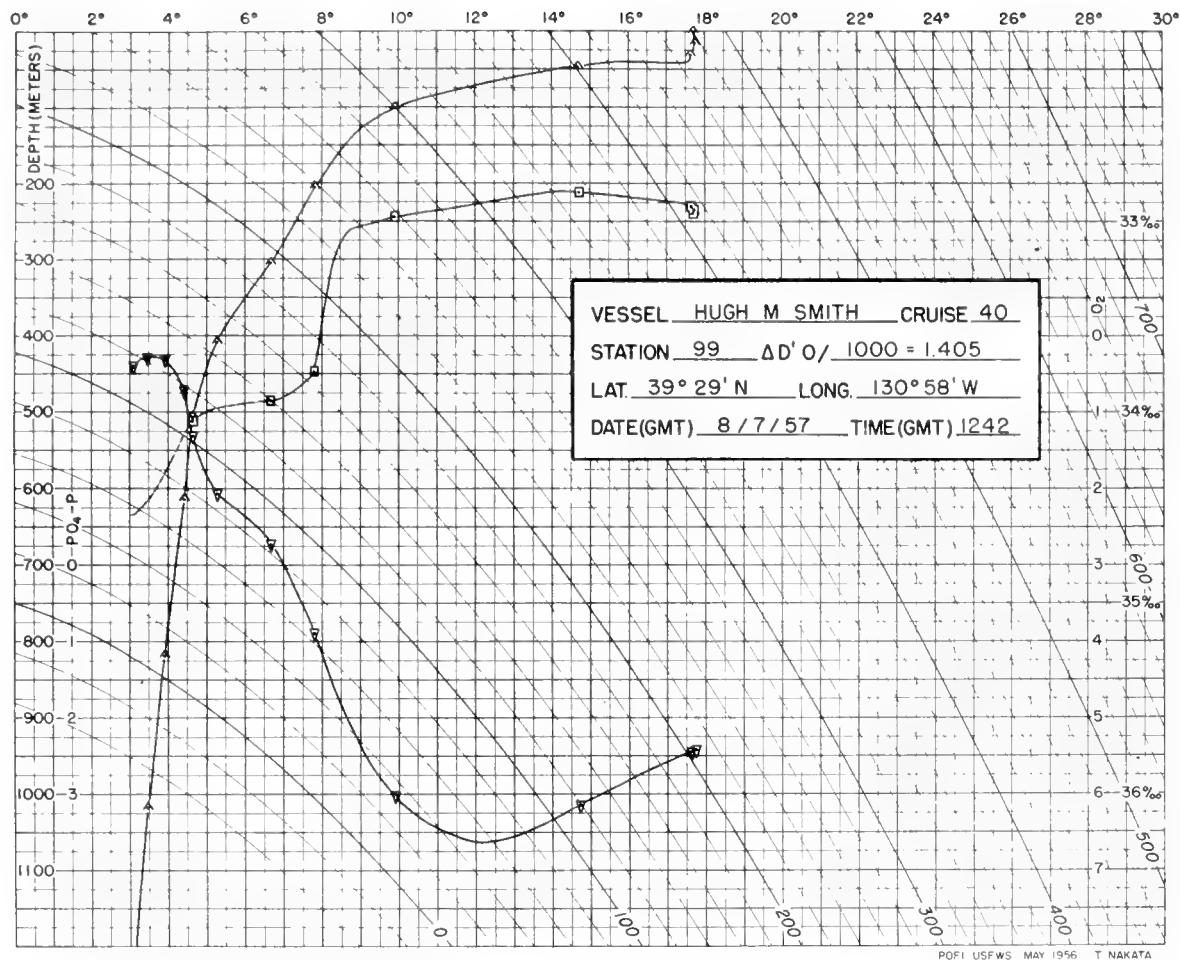 0° 2° 4° 6° 8° 10° 12° 14° 16° 18° 20° 22° 24° 26° 28° 30°
DEPTH (METERS)
200
33‰
300
O₂
400
0
700
VESSEL HUGH M SMITH CRUISE 40
STATION 99 ΔD' O/ 1000 = 1.405
LAT. 39° 29' N LONG. 130° 58' W
DATE (GMT) 8/7/57 TIME (GMT) 1242
500
1 34‰
600
2
O-PO₄-P
700
3
600
35‰
800 1
4
900 2
5
1000 3
6 36‰
500
1100
7
0 100 200 300 400
POFI USFWS MAY 1956 T NAKATA